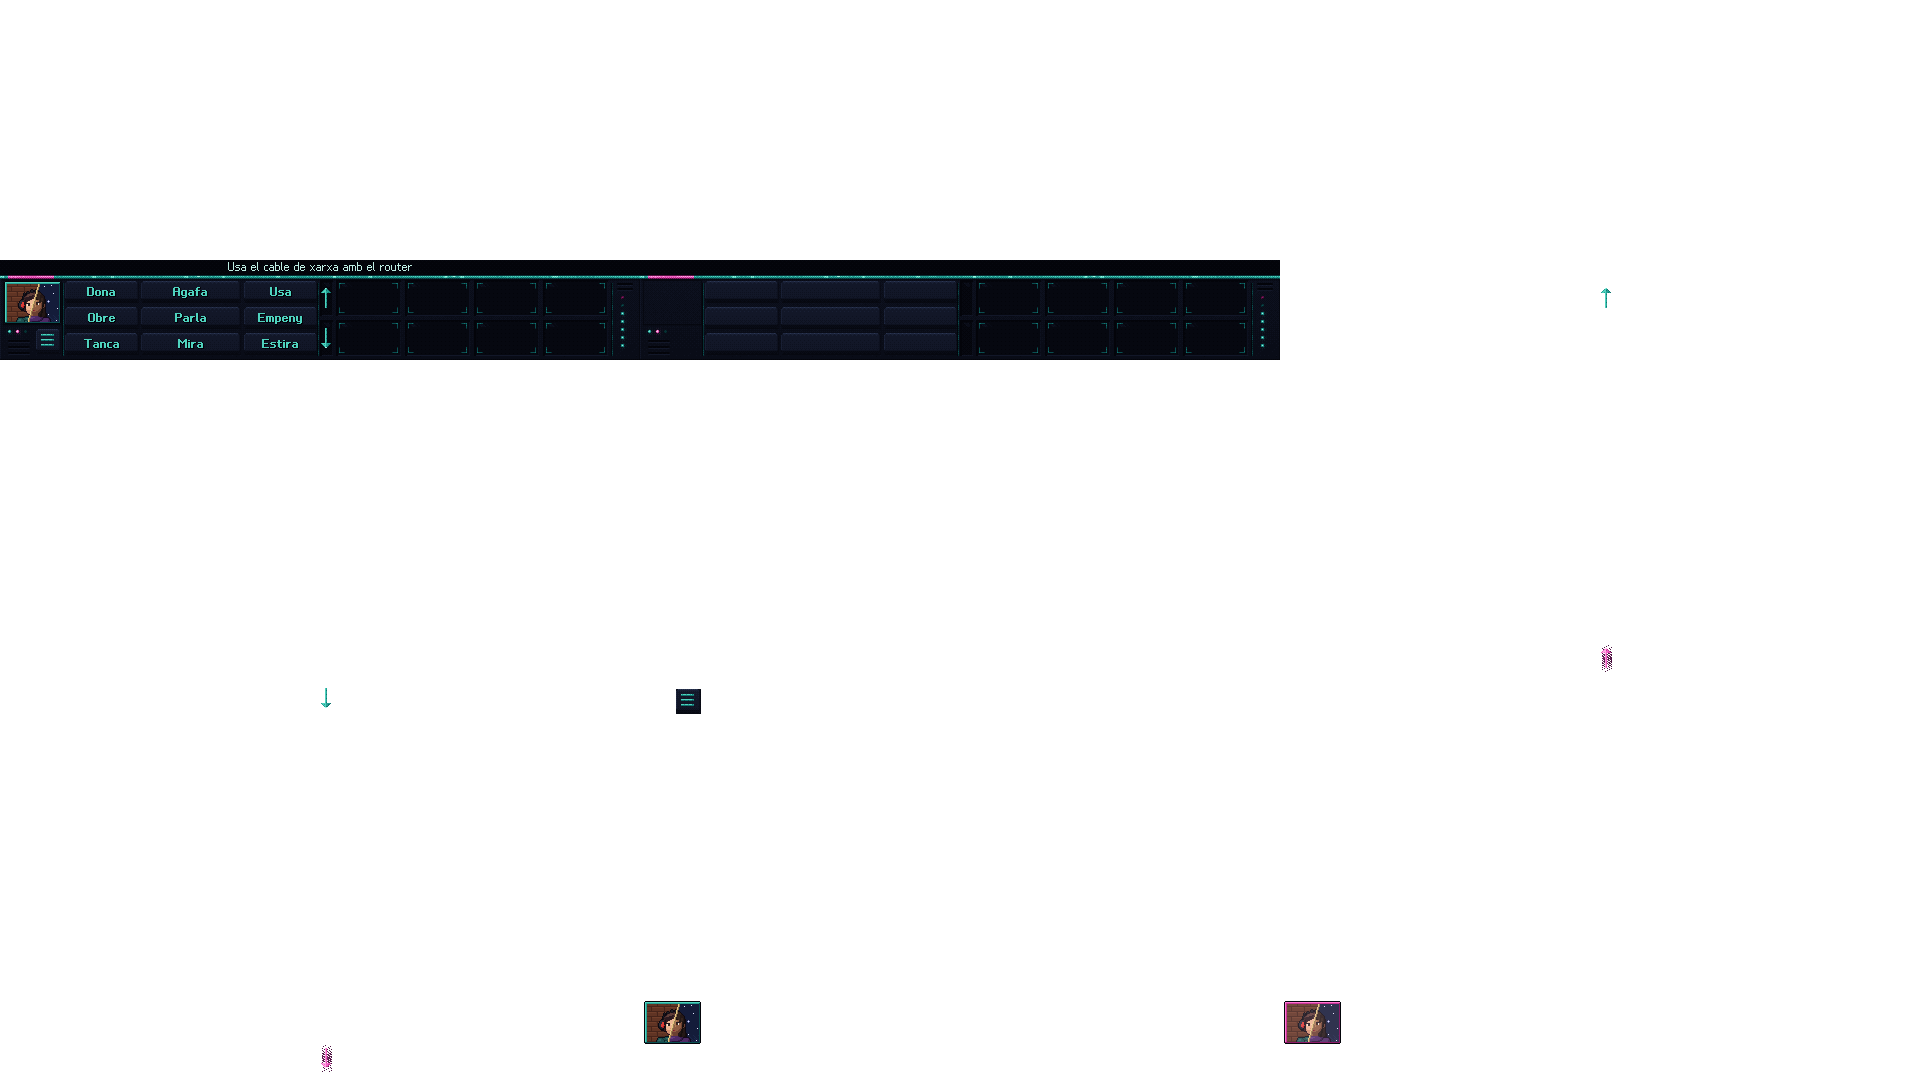 Usa el cable de xarxa amb el router
Dona Agafa Usa
Obre Parla Empeny
Tanca Mira Estira